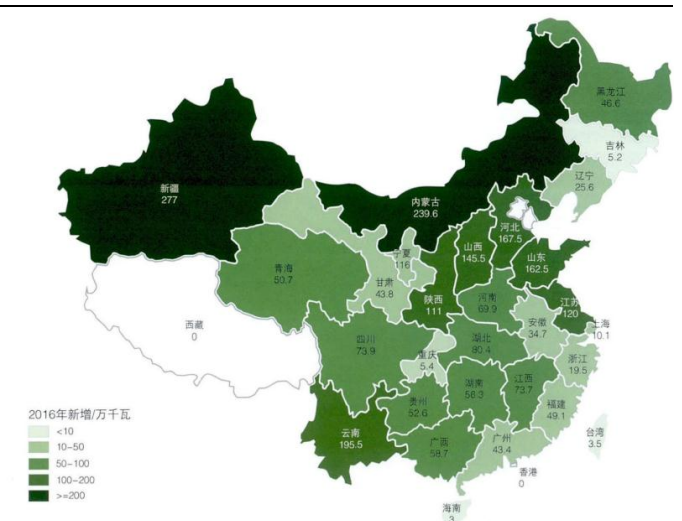 黑龙江
46.6
吉林
5.2
辽宁
25.6
新疆
277
内蒙古
239.6
河北
167.5
山西
145.5
山东
162.5
宁夏
116
青海
50.7
甘肃
43.8
陕西
111
河南
69.9
江苏
120
西藏
0
四川
73.9
重庆
5.4
湖北
80.4
安徽
34.7
上海
10.1
浙江
19.5
湖南
56.3
江西
73.7
贵州
52.6
福建
49.1
云南
195.5
广西
58.7
广州
43.4
台湾
3.5
香港
0
海南
3
2016年新增/万千瓦
<10
10-50
50-100
100-200
>=200